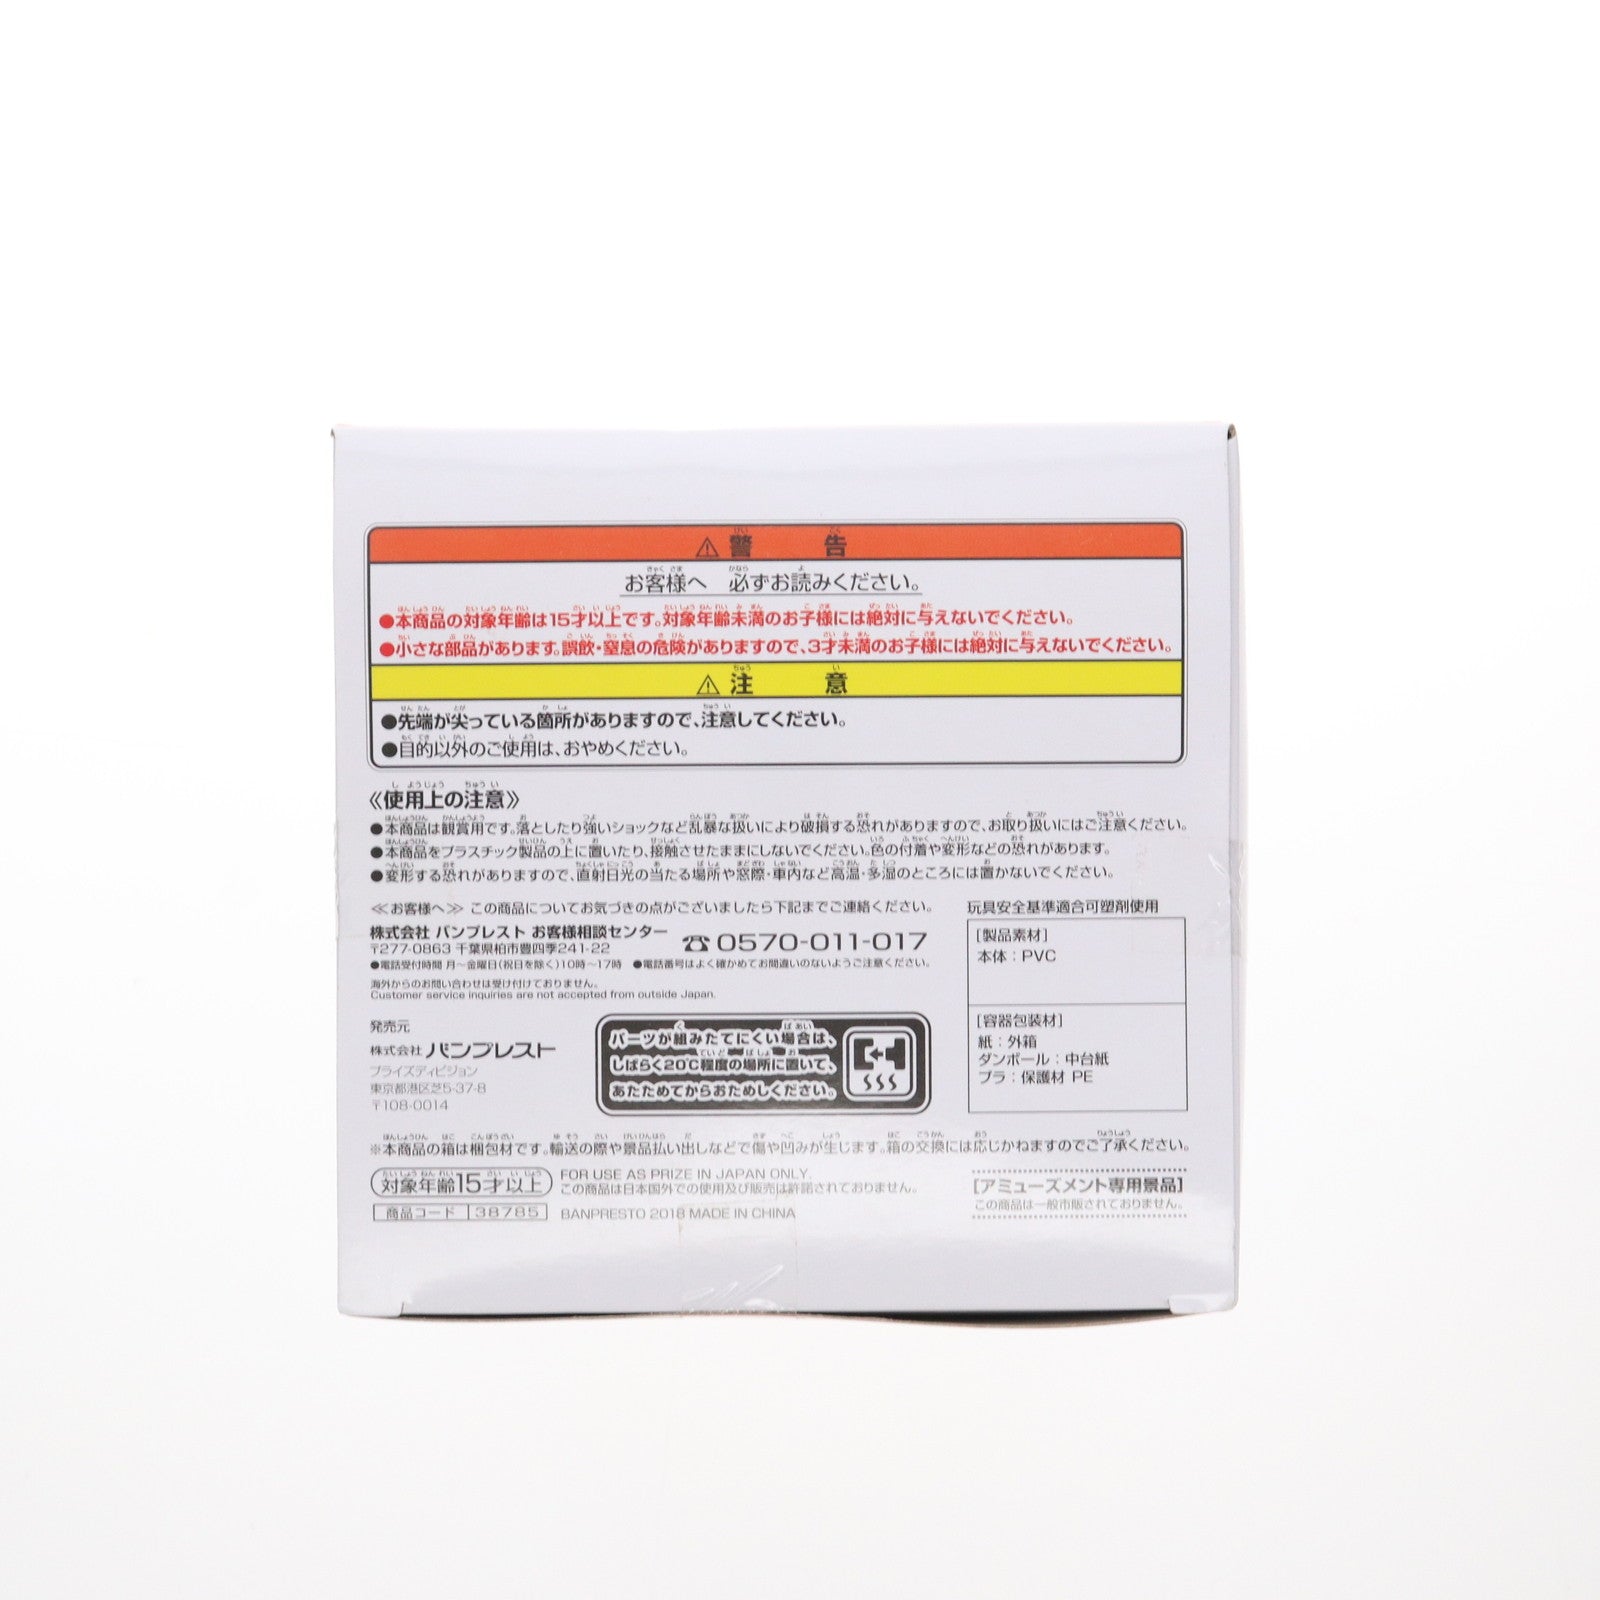 ⚠警 告
お客様へ 必ずお読みください。
●本商品の対象年齢は15才以上です。対象年齢未満のお子様には絶対に与えないでください。
●小さな部品があります。誤飲・窒息の危険がありますので、3才未満のお子様には絶対に与えないでください。
⚠注 意
●先端が尖っている箇所がありますので、注意してください。
●目的以外のご使用は、おやめください。
《使用上の注意》
●本商品は観賞用です。落としたり強いショックなど乱暴な扱いにより破損する恐れがありますので、お取り扱いにはご注意ください。
●本商品をプラスチック製品の上に置いたり、接触させたままにしないでください。色の付着や変形などの恐れがあります。
●変形する恐れがありますので、直射日光の当たる場所や窓際・車内など高温・多湿のところには置かないでください。
≪お客様へ≫ この商品についてお気づきの点がございましたら下記までご連絡ください。
株式会社 バンプレスト お客様相談センター
〒277-0863 千葉県柏市豊四季241-22
☎0570-011-017
●電話受付時間 月～金曜日(祝日を除く)10時～17時 ●電話番号はよく確かめてお間違いのないようご注意ください。
海外からのお問い合わせは受け付けておりません。
Customer service inquiries are not accepted from outside Japan.
玩具安全基準適合可塑剤使用
[製品素材]
本体：PVC
[容器包装材]
紙：外箱
ダンボール：中台紙
プラ：保護材 PE
発売元
株式会社 バンプレスト
プライズディビジョン
東京都港区芝5-37-8
〒108-0014
パーツが組みたてにくい場合は、
しばらく20℃程度の場所に置いて、
あたためてからおためしください。
※本商品の箱は梱包材です。輸送の際や景品払い出しなどで傷や凹みが生じます。箱の交換には応じかねますのでご了承ください。
対象年齢15才以上
FOR USE AS PRIZE IN JAPAN ONLY.
この商品は日本国外での使用及び販売は許諾されておりません。
商品コード 38785
BANPRESTO 2018 MADE IN CHINA
[アミューズメント専用景品]
この商品は一般市販されておりません。